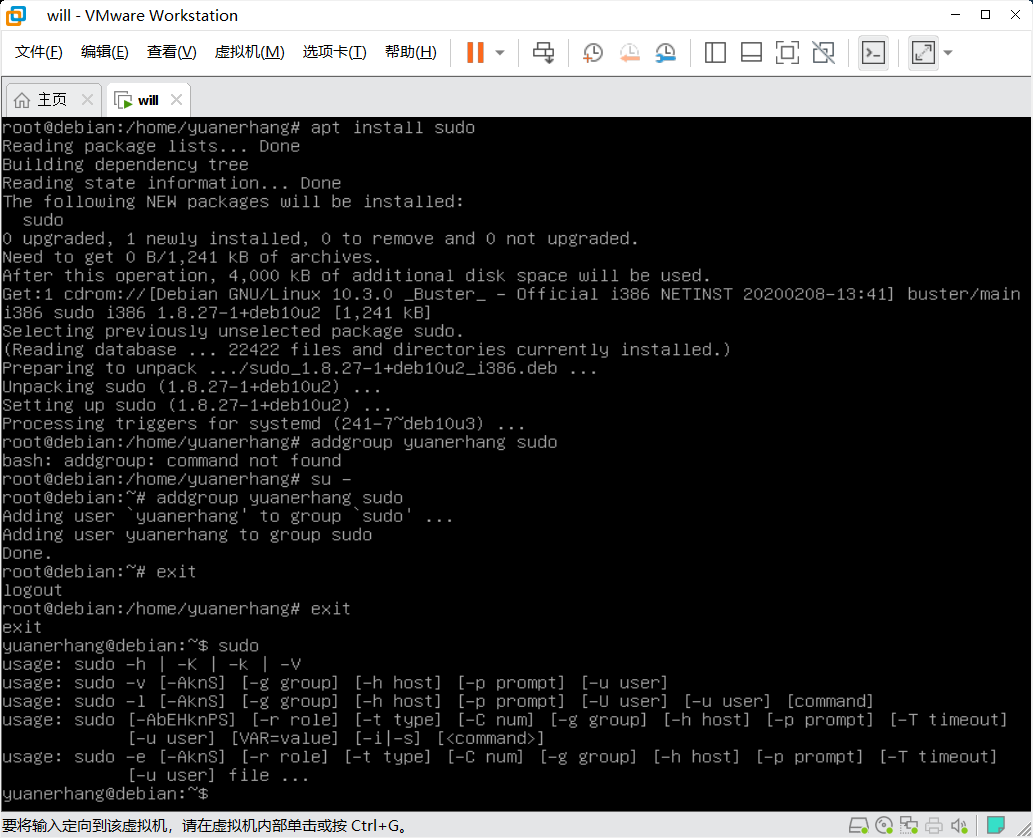 will - VMware Workstation
文件(F) 编辑(E) 查看(V) 虚拟机(M) 选项卡(T) 帮助(H)
主页 will
root@debian:/home/yuanerhang# apt install sudo
Reading package lists... Done
Building dependency tree
Reading state information... Done
The following NEW packages will be installed:
  sudo
0 upgraded, 1 newly installed, 0 to remove and 0 not upgraded.
Need to get 0 B/1,241 kB of archives.
After this operation, 4,000 kB of additional disk space will be used.
Get:1 cdrom://[Debian GNU/Linux 10.3.0 _Buster_ - Official i386 NETINST 20200208-13:41] buster/main
i386 sudo i386 1.8.27-1+deb10u2 [1,241 kB]
Selecting previously unselected package sudo.
(Reading database ... 22422 files and directories currently installed.)
Preparing to unpack .../sudo_1.8.27-1+deb10u2_i386.deb ...
Unpacking sudo (1.8.27-1+deb10u2) ...
Setting up sudo (1.8.27-1+deb10u2) ...
Processing triggers for systemd (241-7~deb10u3) ...
root@debian:/home/yuanerhang# addgroup yuanerhang sudo
bash: addgroup: command not found
root@debian:/home/yuanerhang# su -
root@debian:~# addgroup yuanerhang sudo
Adding user `yuanerhang' to group `sudo' ...
Adding user yuanerhang to group sudo
Done.
root@debian:~# exit
logout
root@debian:/home/yuanerhang# exit
exit
yuanerhang@debian:~$ sudo
usage: sudo -h | -K | -k | -V
usage: sudo -v [-AknS] [-g group] [-h host] [-p prompt] [-u user]
usage: sudo -l [-AknS] [-g group] [-h host] [-p prompt] [-U user] [-u user] [command]
usage: sudo [-AbEHknPS] [-r role] [-t type] [-C num] [-g group] [-h host] [-p prompt] [-T timeout]
            [-u user] [VAR=value] [-i|-s] [<command>]
usage: sudo -e [-AknS] [-r role] [-t type] [-C num] [-g group] [-h host] [-p prompt] [-T timeout]
            [-u user] file ...
yuanerhang@debian:~$
要将输入定向到该虚拟机，请在虚拟机内部单击或按 Ctrl+G。